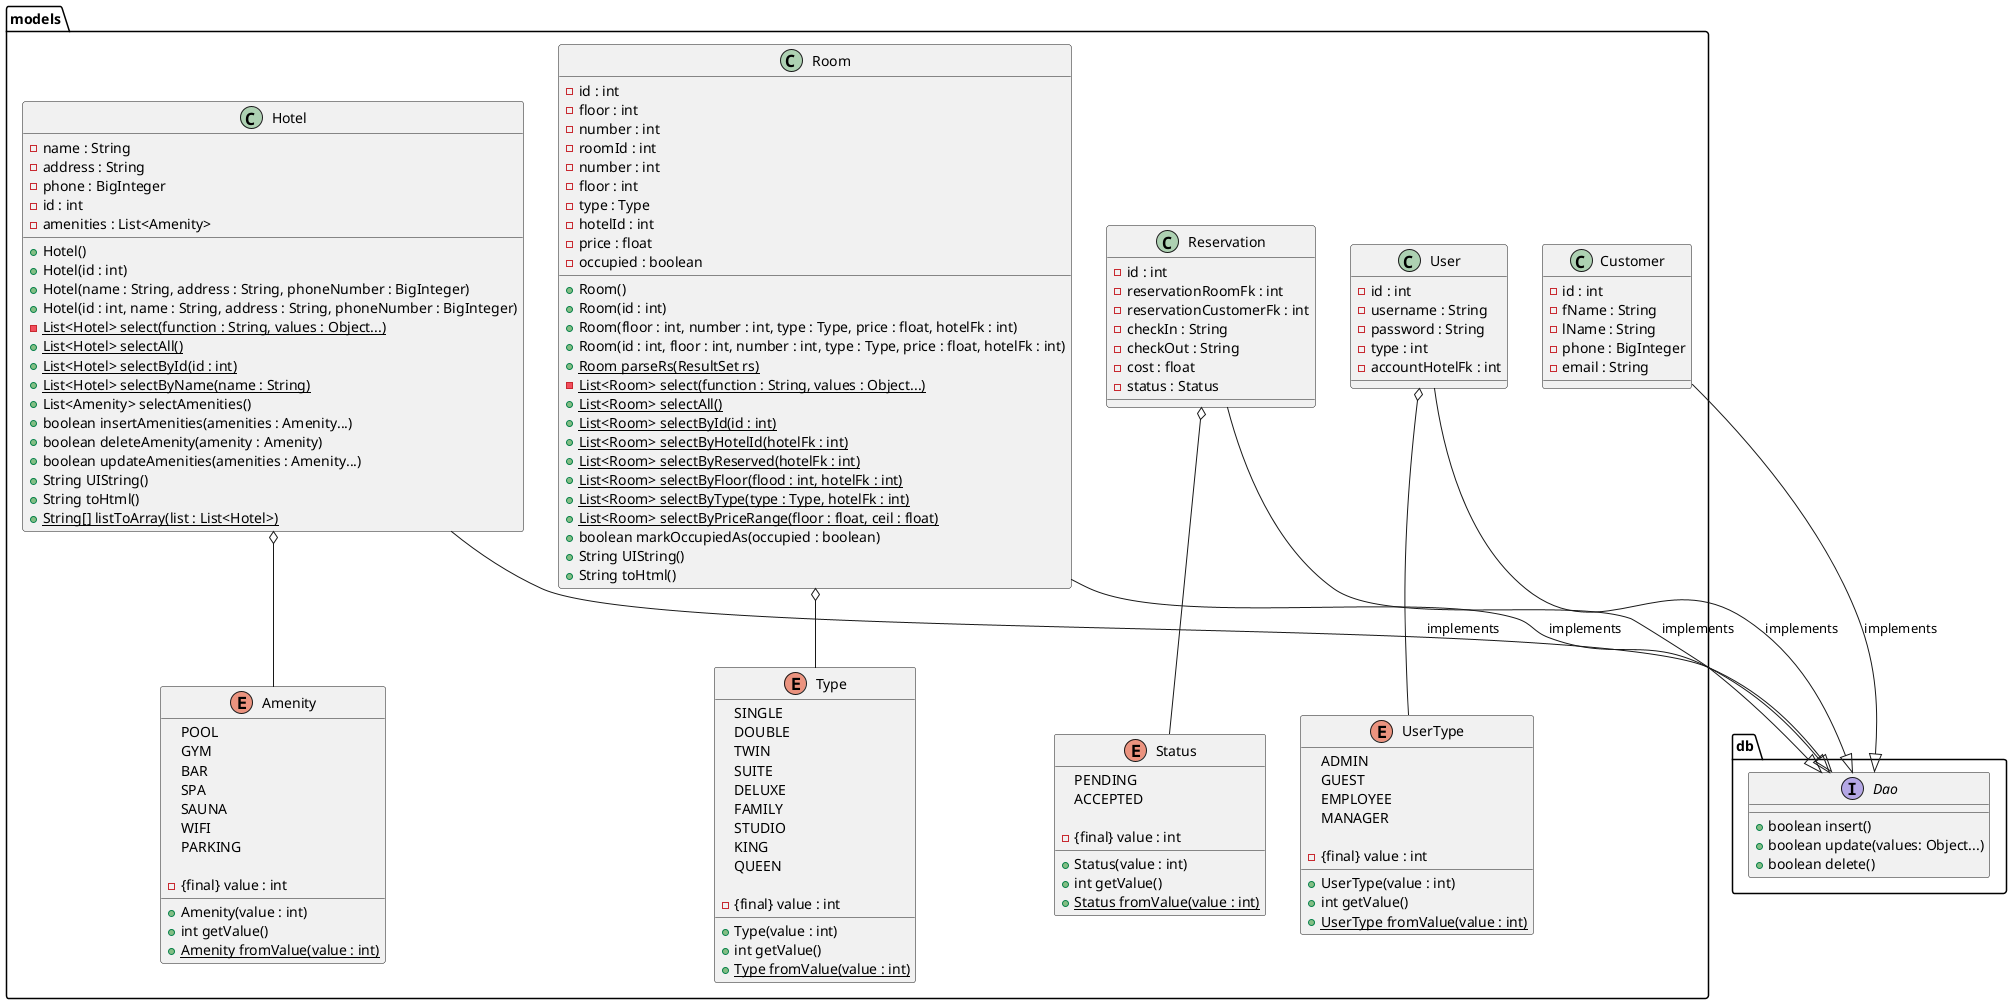 models
Hotel
name : String
address : String
phone : BigInteger
id : int
amenities : List<Amenity>
Hotel()
Hotel(id : int)
Hotel(name : String, address : String, phoneNumber : BigInteger)
Hotel(id : int, name : String, address : String, phoneNumber : BigInteger)
List<Hotel> select(function : String, values : Object...)
List<Hotel> selectAll()
List<Hotel> selectById(id : int)
List<Hotel> selectByName(name : String)
List<Amenity> selectAmenities()
boolean insertAmenities(amenities : Amenity...)
boolean deleteAmenity(amenity : Amenity)
boolean updateAmenities(amenities : Amenity...)
String UIString()
String toHtml()
String[] listToArray(list : List<Hotel>)
Room
id : int
floor : int
number : int
roomId : int
number : int
floor : int
type : Type
hotelId : int
price : float
occupied : boolean
Room()
Room(id : int)
Room(floor : int, number : int, type : Type, price : float, hotelFk : int)
Room(id : int, floor : int, number : int, type : Type, price : float, hotelFk : int)
Room parseRs(ResultSet rs)
List<Room> select(function : String, values : Object...)
List<Room> selectAll()
List<Room> selectById(id : int)
List<Room> selectByHotelId(hotelFk : int)
List<Room> selectByReserved(hotelFk : int)
List<Room> selectByFloor(flood : int, hotelFk : int)
List<Room> selectByType(type : Type, hotelFk : int)
List<Room> selectByPriceRange(floor : float, ceil : float)
boolean markOccupiedAs(occupied : boolean)
String UIString()
String toHtml()
Reservation
id : int
reservationRoomFk : int
reservationCustomerFk : int
checkIn : String
checkOut : String
cost : float
status : Status
User
id : int
username : String
password : String
type : int
accountHotelFk : int
Customer
id : int
fName : String
lName : String
phone : BigInteger
email : String
implements
implements
implements
implements
implements
Amenity
POOL
GYM
BAR
SPA
SAUNA
WIFI
PARKING
{final} value : int
Amenity(value : int)
int getValue()
Amenity fromValue(value : int)
Type
SINGLE
DOUBLE
TWIN
SUITE
DELUXE
FAMILY
STUDIO
KING
QUEEN
{final} value : int
Type(value : int)
int getValue()
Type fromValue(value : int)
Status
PENDING
ACCEPTED
{final} value : int
Status(value : int)
int getValue()
Status fromValue(value : int)
UserType
ADMIN
GUEST
EMPLOYEE
MANAGER
{final} value : int
UserType(value : int)
int getValue()
UserType fromValue(value : int)
db
Dao
boolean insert()
boolean update(values: Object...)
boolean delete()